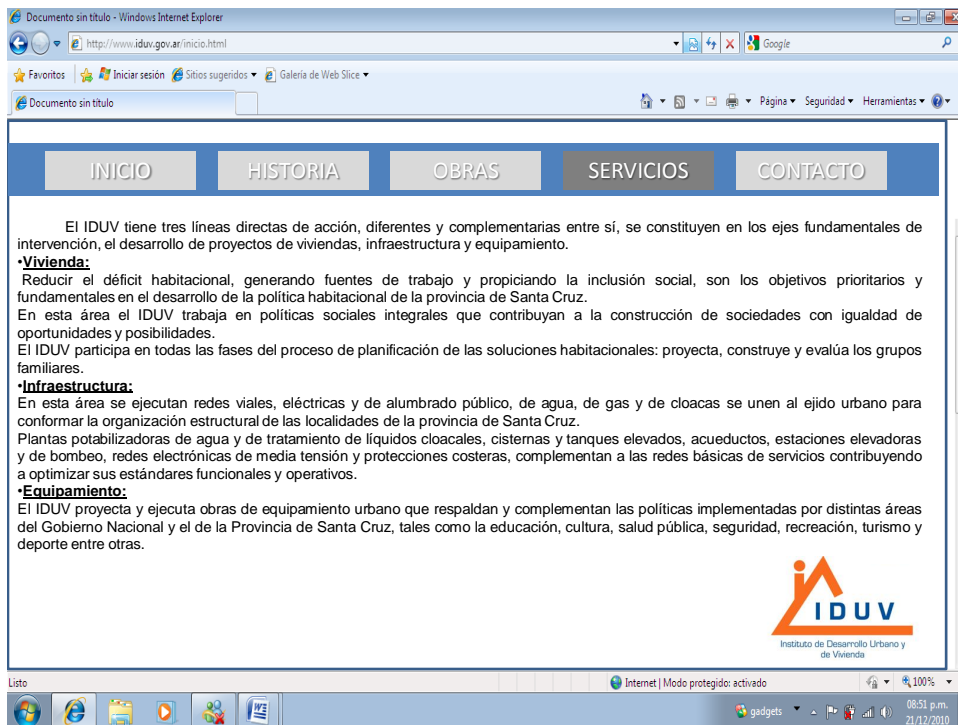 Documento sin título - Windows Internet Explorer
http://www.iduv.gov.ar/inicio.html
Google
Favoritos
Iniciar sesión
Sitios sugeridos
Galería de Web Slice
Documento sin título
Página
Seguridad
Herramientas
INICIO
HISTORIA
OBRAS
SERVICIOS
CONTACTO
El IDUV tiene tres líneas directas de acción, diferentes y complementarias entre sí, se constituyen en los ejes fundamentales de
intervención, el desarrollo de proyectos de viviendas, infraestructura y equipamiento.
•Vivienda:
Reducir el déficit habitacional, generando fuentes de trabajo y propiciando la inclusión social, son los objetivos prioritarios y
fundamentales en el desarrollo de la política habitacional de la provincia de Santa Cruz.
En esta área el IDUV trabaja en políticas sociales integrales que contribuyan a la construcción de sociedades con igualdad de
oportunidades y posibilidades.
El IDUV participa en todas las fases del proceso de planificación de las soluciones habitacionales: proyecta, construye y evalúa los grupos
familiares.
•Infraestructura:
En esta área se ejecutan redes viales, eléctricas y de alumbrado público, de agua, de gas y de cloacas se unen al ejido urbano para
conformar la organización estructural de las localidades de la provincia de Santa Cruz.
Plantas potabilizadoras de agua y de tratamiento de líquidos cloacales, cisternas y tanques elevados, acueductos, estaciones elevadoras
y de bombeo, redes electrónicas de media tensión y protecciones costeras, complementan a las redes básicas de servicios contribuyendo
a optimizar sus estándares funcionales y operativos.
•Equipamiento:
El IDUV proyecta y ejecuta obras de equipamiento urbano que respaldan y complementan las políticas implementadas por distintas áreas
del Gobierno Nacional y el de la Provincia de Santa Cruz, tales como la educación, cultura, salud pública, seguridad, recreación, turismo y
deporte entre otras.
IDUV
Instituto de Desarrollo Urbano y
de Vivienda
Listo
Internet | Modo protegido: activado
100%
gadgets
08:51 p.m.
21/12/2010